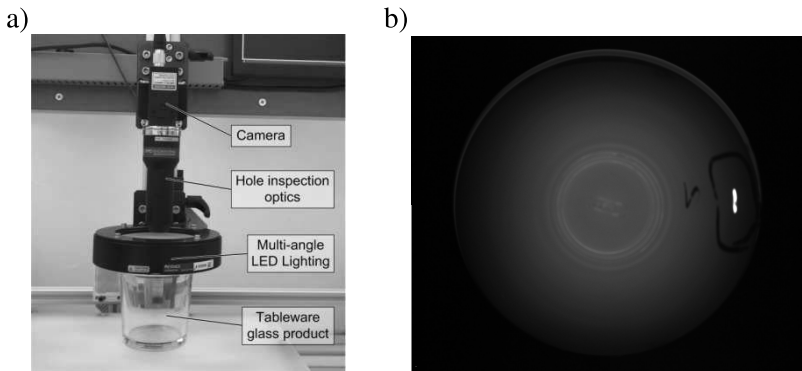 a)
b)
Camera
Hole inspection
optics
Multi-angle
LED Lighting
Tableware
glass product